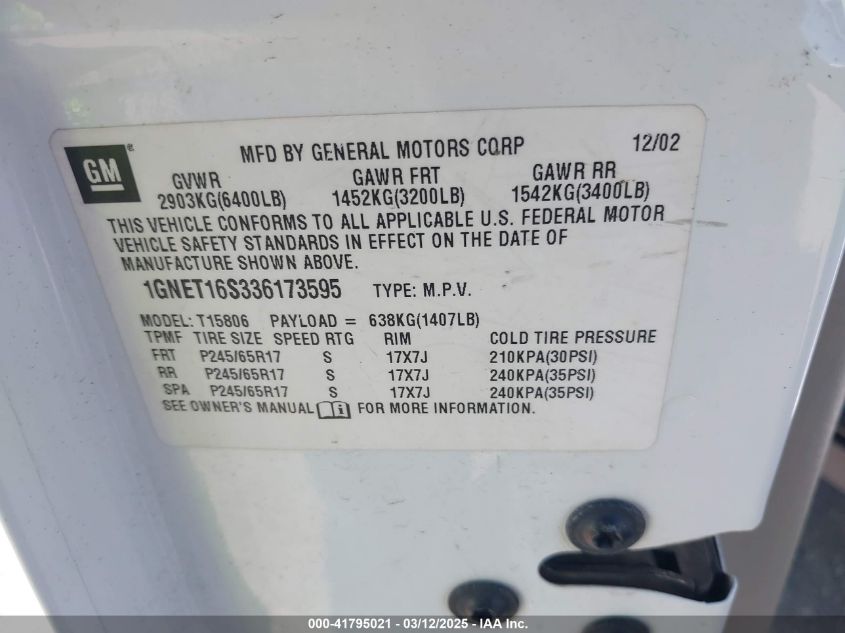 GM ®
MFD BY GENERAL MOTORS CORP 12/02
GVWR GAWR FRT GAWR RR
2903KG(6400LB) 1452KG(3200LB) 1542KG(3400LB)
THIS VEHICLE CONFORMS TO ALL APPLICABLE U.S. FEDERAL MOTOR
VEHICLE SAFETY STANDARDS IN EFFECT ON THE DATE OF
MANUFACTURE SHOWN ABOVE.
1GNET16S336173595 TYPE: M.P.V.
MODEL: T15806 PAYLOAD = 638KG(1407LB)
TPMF TIRE SIZE SPEED RTG RIM COLD TIRE PRESSURE
FRT P245/65R17 S 17X7J 210KPA(30PSI)
RR P245/65R17 S 17X7J 240KPA(35PSI)
SPA P245/65R17 S 17X7J 240KPA(35PSI)
SEE OWNER'S MANUAL i FOR MORE INFORMATION.
000-41795021 - 03/12/2025 - © IAA Holdings, Inc.